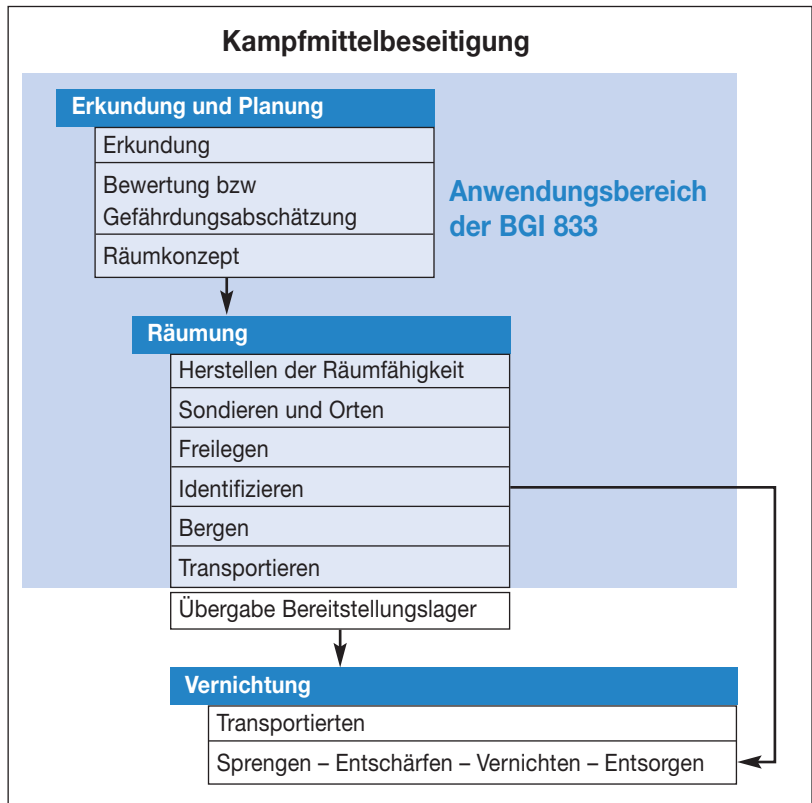 Kampfmittelbeseitigung
Erkundung und Planung
Erkundung
Bewertung bzw
Gefährdungsabschätzung
Räumkonzept
Anwendungsbereich
der BGI 833
Räumung
Herstellen der Räumfähigkeit
Sondieren und Orten
Freilegen
Identifizieren
Bergen
Transportieren
Übergabe Bereitstellungslager
Vernichtung
Transportierten
Sprengen – Entschärfen – Vernichten – Entsorgen